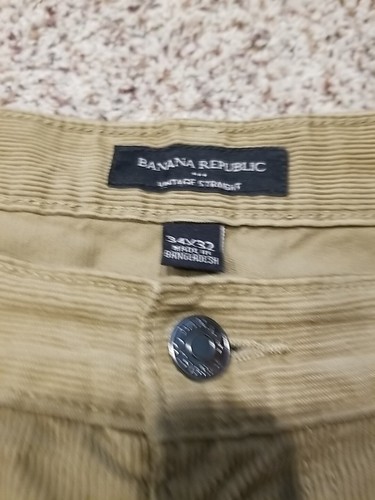 BANANA REPUBLIC
VINTAGE STRAIGHT
34X32
MADE IN
BANGLADESH